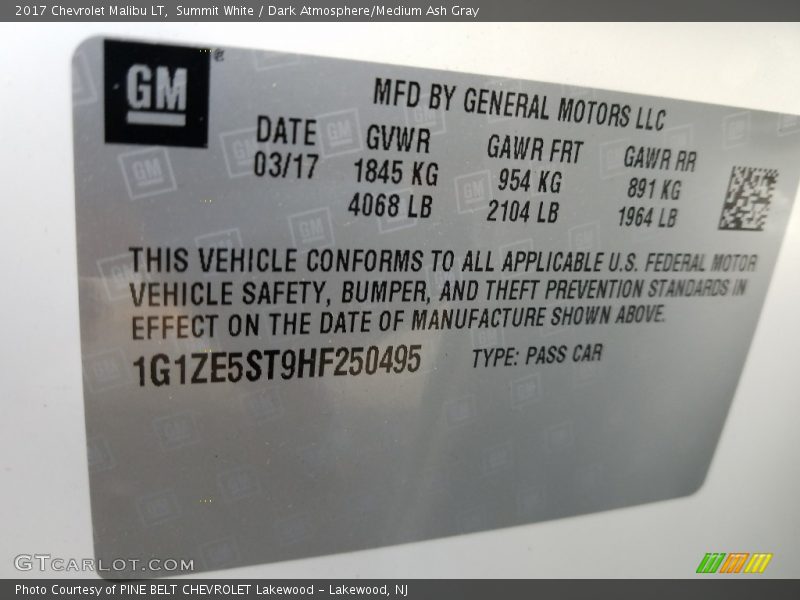 2017 Chevrolet Malibu LT, Summit White / Dark Atmosphere/Medium Ash Gray
GM ®
MFD BY GENERAL MOTORS LLC
DATE GVWR GAWR FRT GAWR RR
03/17 1845 KG 954 KG 891 KG
4068 LB 2104 LB 1964 LB
THIS VEHICLE CONFORMS TO ALL APPLICABLE U.S. FEDERAL MOTOR
VEHICLE SAFETY, BUMPER, AND THEFT PREVENTION STANDARDS IN
EFFECT ON THE DATE OF MANUFACTURE SHOWN ABOVE.
1G1ZE5ST9HF250495 TYPE: PASS CAR
GTCARLOT.COM
Photo Courtesy of PINE BELT CHEVROLET Lakewood - Lakewood, NJ